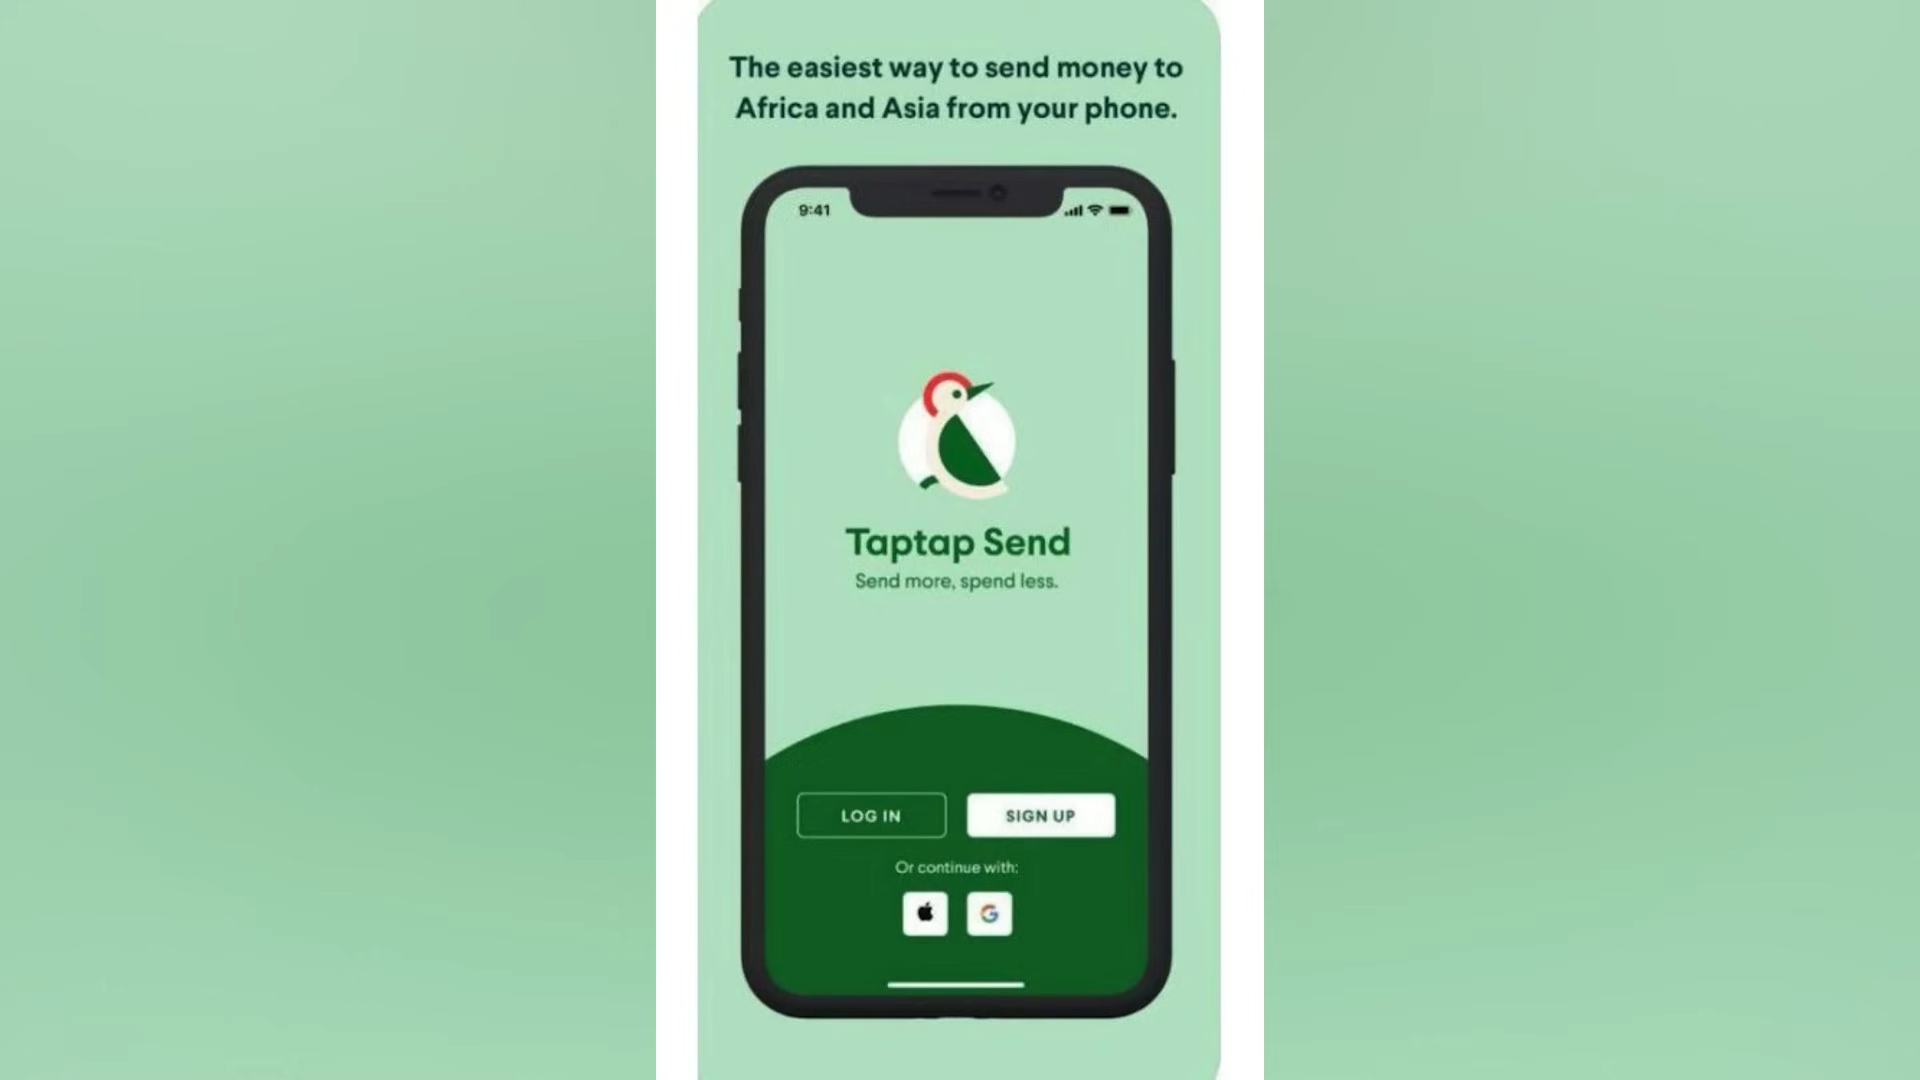 The easiest way to send money to
Africa and Asia from your phone.
9:41
Taptap Send
Send more, spend less.
LOG IN
SIGN UP
Or continue with:
G